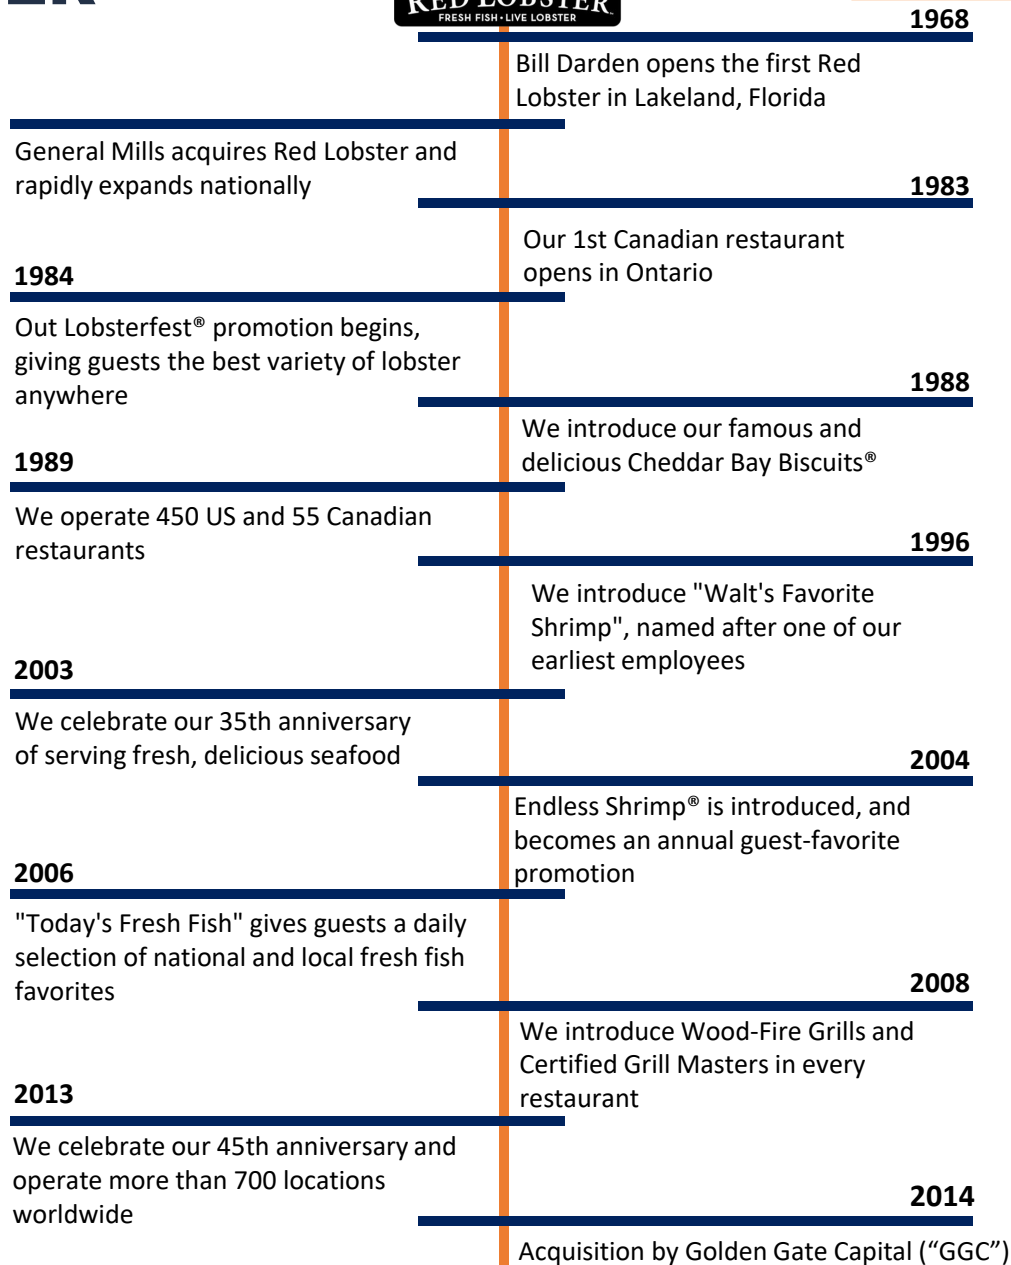 RED LOBSTER
FRESH FISH • LIVE LOBSTER
1968
Bill Darden opens the first Red
Lobster in Lakeland, Florida
General Mills acquires Red Lobster and
rapidly expands nationally
1983
Our 1st Canadian restaurant
opens in Ontario
1984
Out Lobsterfest® promotion begins,
giving guests the best variety of lobster
anywhere
1988
We introduce our famous and
delicious Cheddar Bay Biscuits®
1989
We operate 450 US and 55 Canadian
restaurants
1996
We introduce "Walt's Favorite
Shrimp", named after one of our
earliest employees
2003
We celebrate our 35th anniversary
of serving fresh, delicious seafood
2004
Endless Shrimp® is introduced, and
becomes an annual guest-favorite
promotion
2006
"Today's Fresh Fish" gives guests a daily
selection of national and local fresh fish
favorites
2008
We introduce Wood-Fire Grills and
Certified Grill Masters in every
restaurant
2013
We celebrate our 45th anniversary and
operate more than 700 locations
worldwide
2014
Acquisition by Golden Gate Capital (“GGC”)